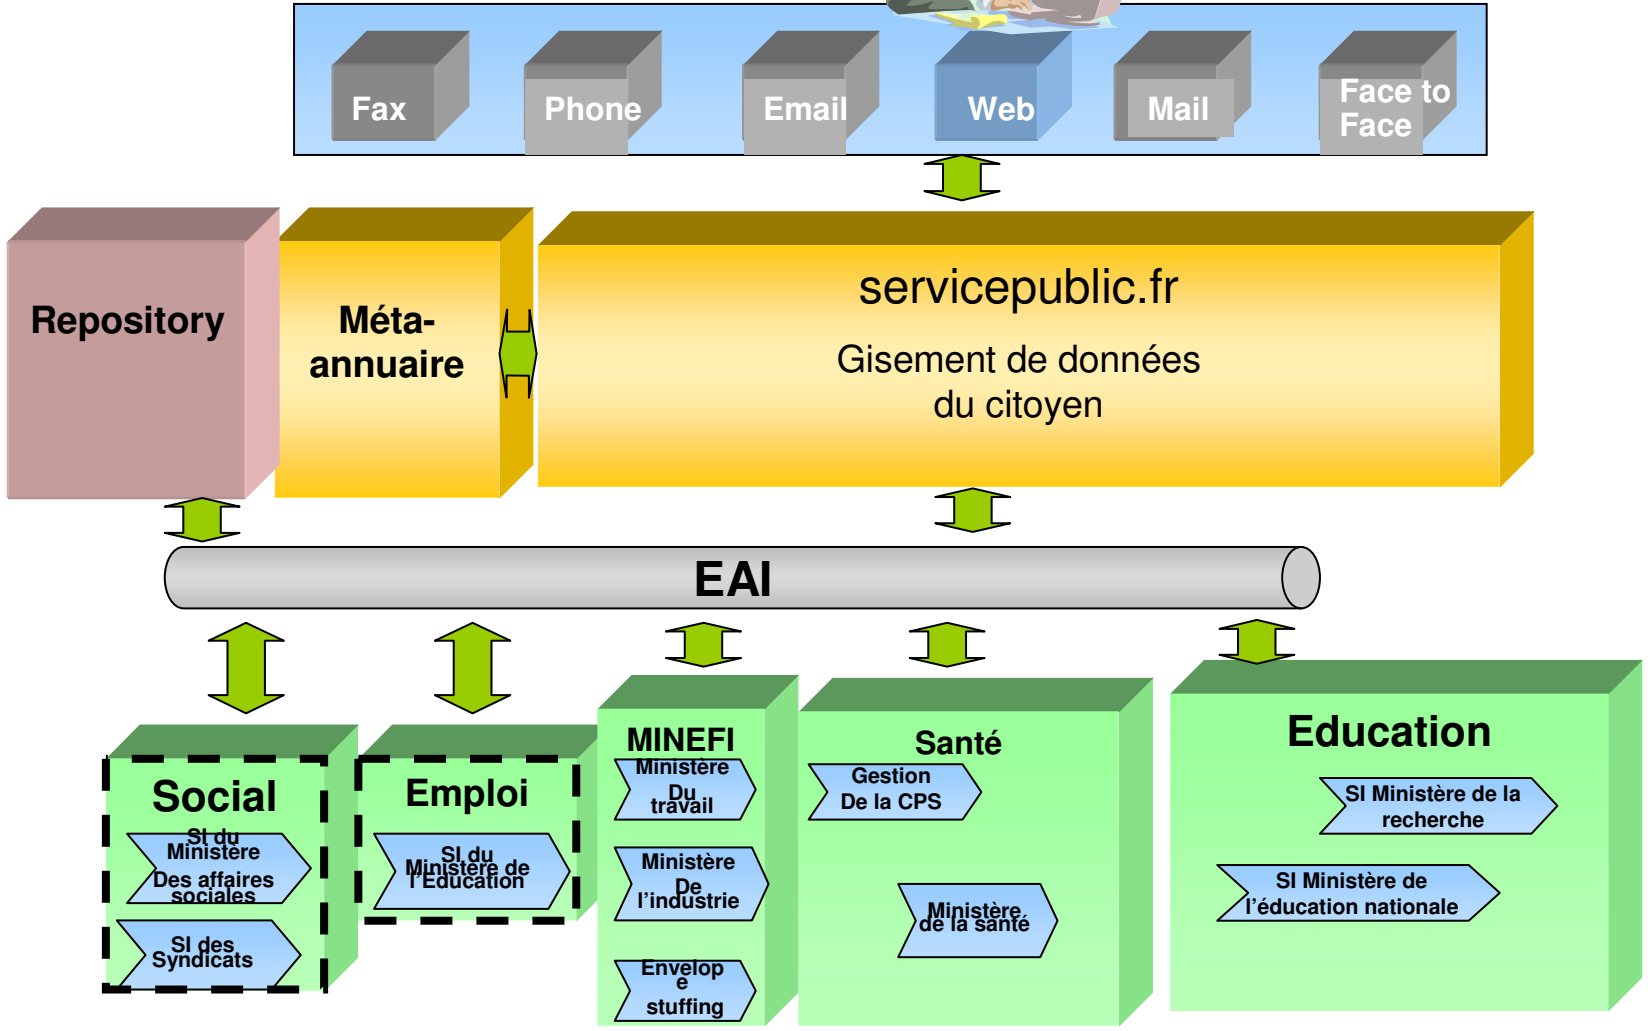 Fax
Phone
Email
Web
Mail
Face to
Face
Repository
Méta-
annuaire
servicepublic.fr
Gisement de données
du citoyen
EAI
Social
SI du
Ministère
Des affaires
sociales
SI des
Syndicats
Emploi
SI du
Ministère de
l'Education
MINEFI
Ministère
Du
travail
Ministère
De
l'industrie
Envelop
e
stuffing
Santé
Gestion
De la CPS
Ministère
de la santé
Education
SI Ministère de la
recherche
SI Ministère de
l'éducation nationale